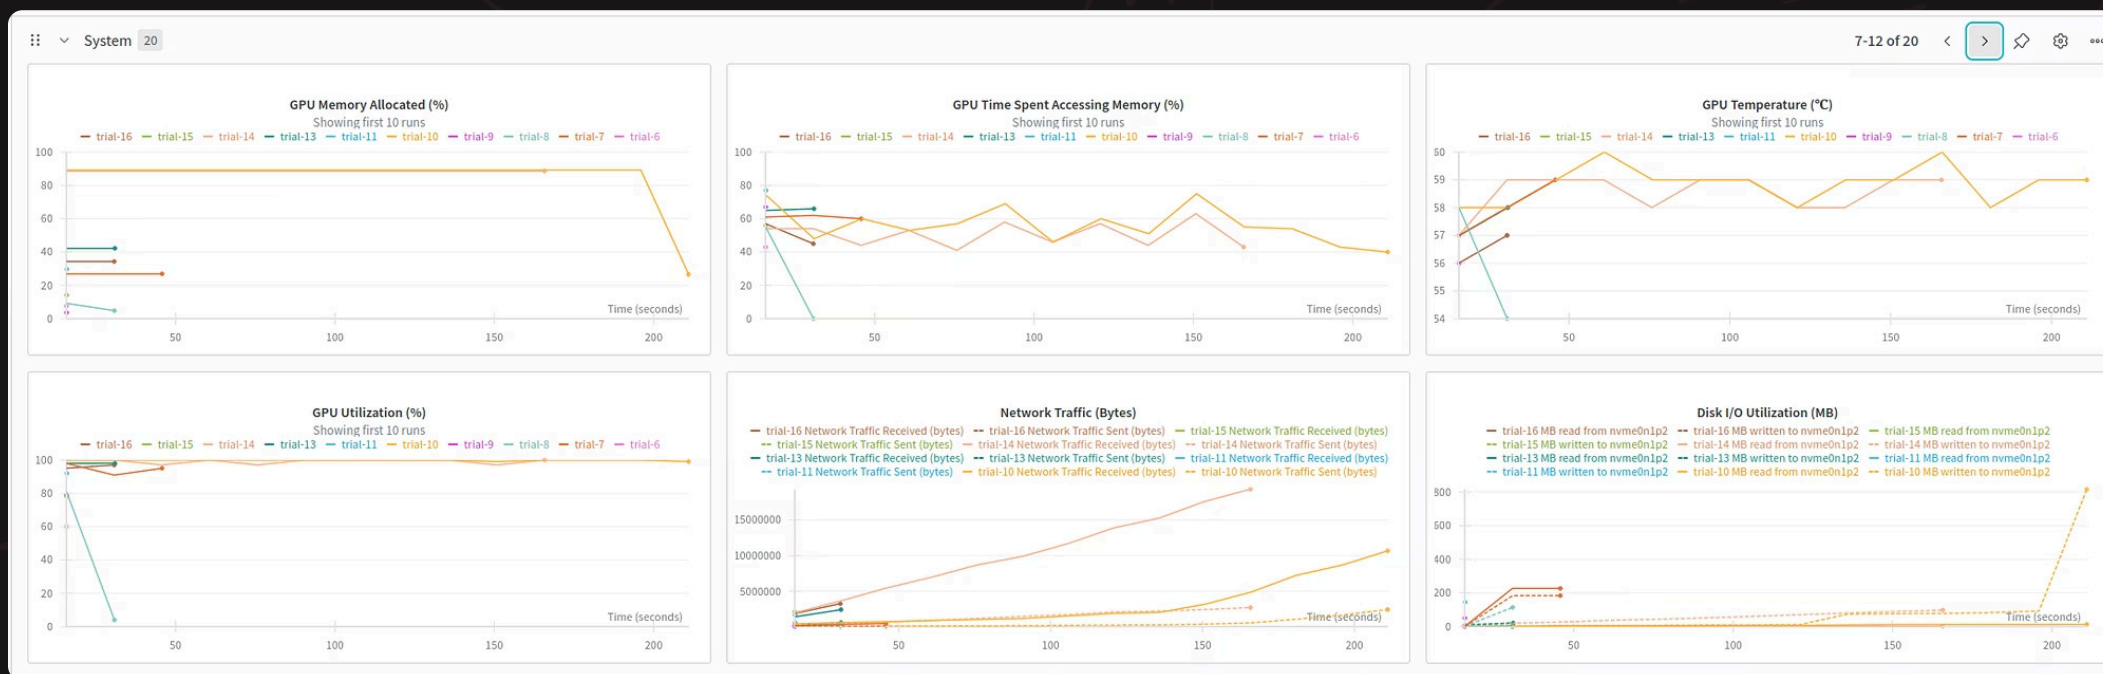 System 20
7-12 of 20
GPU Memory Allocated (%)
Showing first 10 runs
trial-16 trial-15 trial-14 trial-13 trial-11 trial-10 trial-9 trial-8 trial-7 trial-6
100
80
60
40
20
0
Time (seconds)
50 100 150 200
GPU Time Spent Accessing Memory (%)
Showing first 10 runs
trial-16 trial-15 trial-14 trial-13 trial-11 trial-10 trial-9 trial-8 trial-7 trial-6
100
80
60
40
20
0
Time (seconds)
50 100 150 200
GPU Temperature (℃)
Showing first 10 runs
trial-16 trial-15 trial-14 trial-13 trial-11 trial-10 trial-9 trial-8 trial-7 trial-6
60
59
58
57
56
55
54
Time (seconds)
50 100 150 200
GPU Utilization (%)
Showing first 10 runs
trial-16 trial-15 trial-14 trial-13 trial-11 trial-10 trial-9 trial-8 trial-7 trial-6
100
80
60
40
20
0
Time (seconds)
50 100 150 200
Network Traffic (Bytes)
trial-16 Network Traffic Received (bytes) trial-16 Network Traffic Sent (bytes) trial-15 Network Traffic Received (bytes)
trial-15 Network Traffic Sent (bytes) trial-14 Network Traffic Received (bytes) trial-14 Network Traffic Sent (bytes)
trial-13 Network Traffic Received (bytes) trial-13 Network Traffic Sent (bytes) trial-11 Network Traffic Received (bytes)
trial-11 Network Traffic Sent (bytes) trial-10 Network Traffic Received (bytes) trial-10 Network Traffic Sent (bytes)
15000000
10000000
5000000
Time (seconds)
50 100 150 200
Disk I/O Utilization (MB)
trial-16 MB read from nvme0n1p2 trial-16 MB written to nvme0n1p2 trial-15 MB read from nvme0n1p2
trial-15 MB written to nvme0n1p2 trial-14 MB read from nvme0n1p2 trial-14 MB written to nvme0n1p2
trial-13 MB read from nvme0n1p2 trial-13 MB written to nvme0n1p2 trial-11 MB read from nvme0n1p2
trial-11 MB written to nvme0n1p2 trial-10 MB read from nvme0n1p2 trial-10 MB written to nvme0n1p2
800
600
400
200
0
Time (seconds)
50 100 150 200